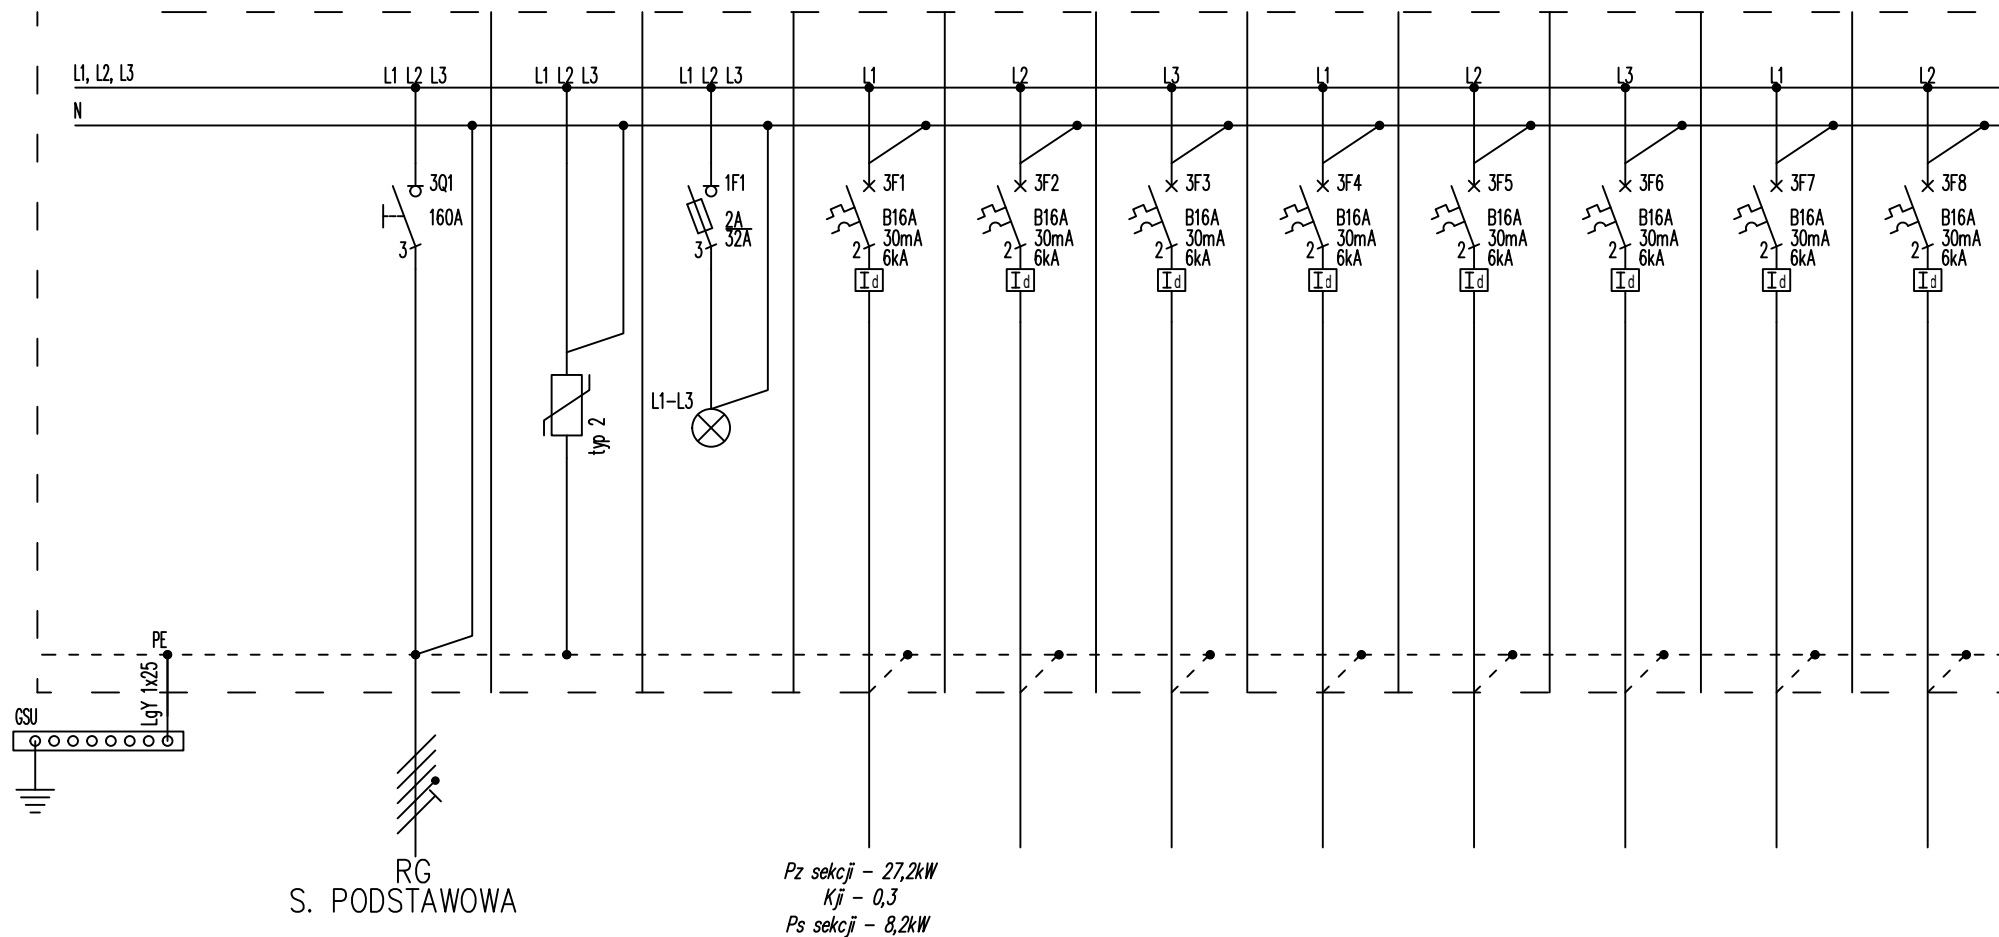 L1, L2, L3
L1 L2 L3
L1 L2 L3
L1 L2 L3
L1
L2
L3
L1
L2
L3
L1
L2
N
3Q1
160A
3
1F1
2A
32A
3
3F1
B16A
30mA
6kA
2
Id
3F2
B16A
30mA
6kA
2
Id
3F3
B16A
30mA
6kA
2
Id
3F4
B16A
30mA
6kA
2
Id
3F5
B16A
30mA
6kA
2
Id
3F6
B16A
30mA
6kA
2
Id
3F7
B16A
30mA
6kA
2
Id
3F8
B16A
30mA
6kA
2
Id
typ 2
L1-L3
PE
LgY 1x25
GSU
RG
S. PODSTAWOWA
Pz sekcji - 27,2kW
Kji - 0,3
Ps sekcji - 8,2kW